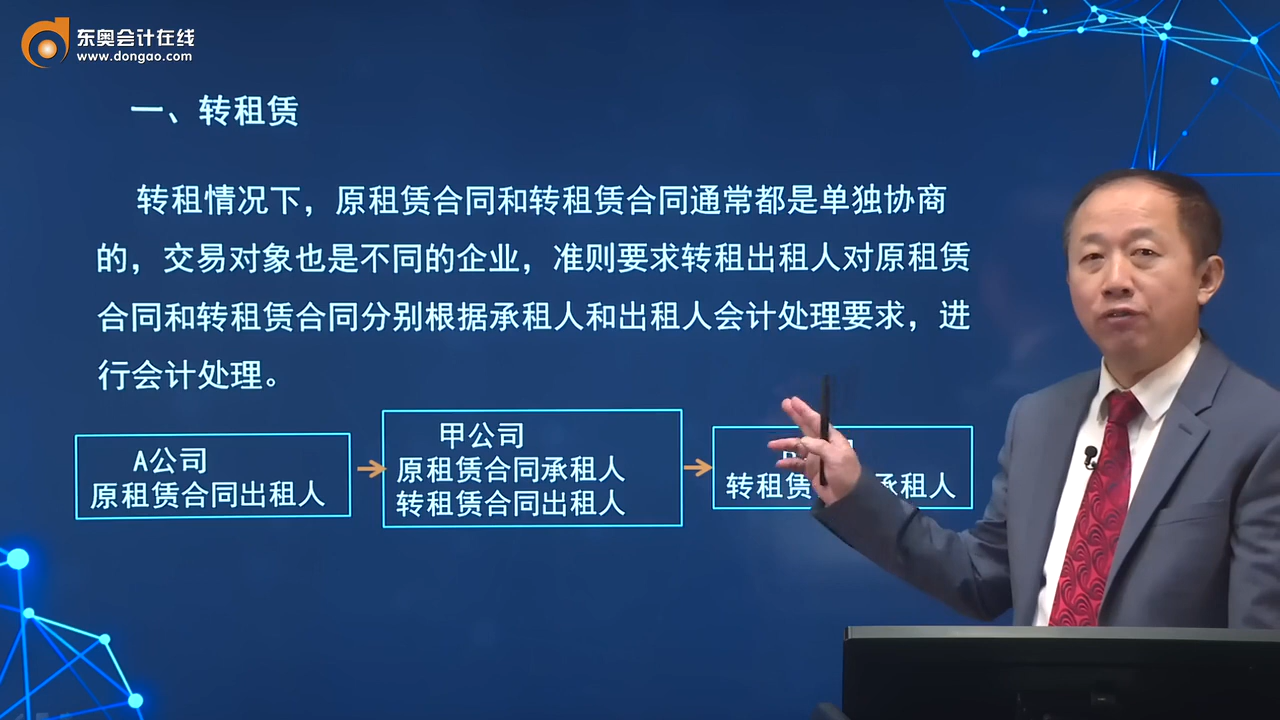 东奥会计在线
www.dongao.com
一、转租赁
转租情况下，原租赁合同和转租赁合同通常都是单独协商
的，交易对象也是不同的企业，准则要求转租出租人对原租赁
合同和转租赁合同分别根据承租人和出租人会计处理要求，进
行会计处理。
A公司
原租赁合同出租人
甲公司
原租赁合同承租人
转租赁合同出租人
转租赁 承租人